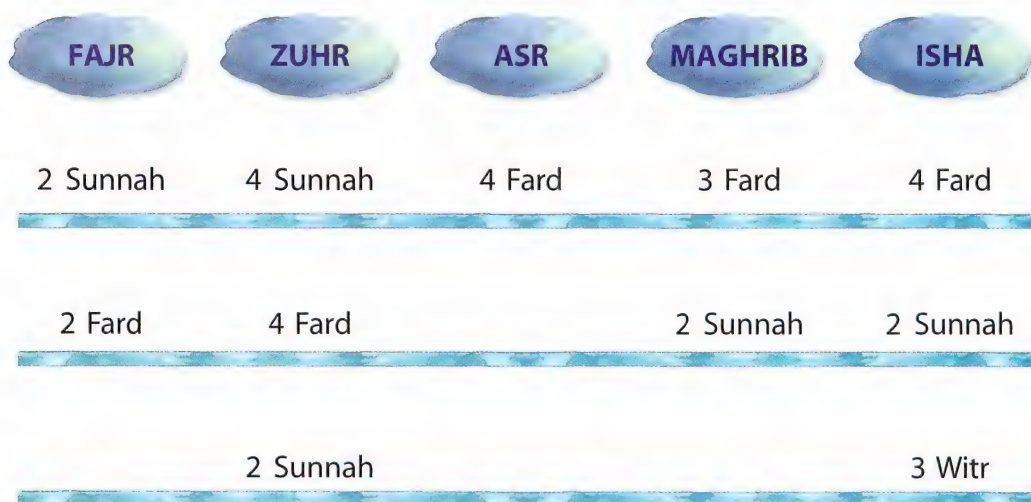 FAJR ZUHR ASR MAGHRIB ISHA
2 Sunnah 4 Sunnah 4 Fard 3 Fard 4 Fard
2 Fard 4 Fard 2 Sunnah 2 Sunnah
2 Sunnah 3 Witr